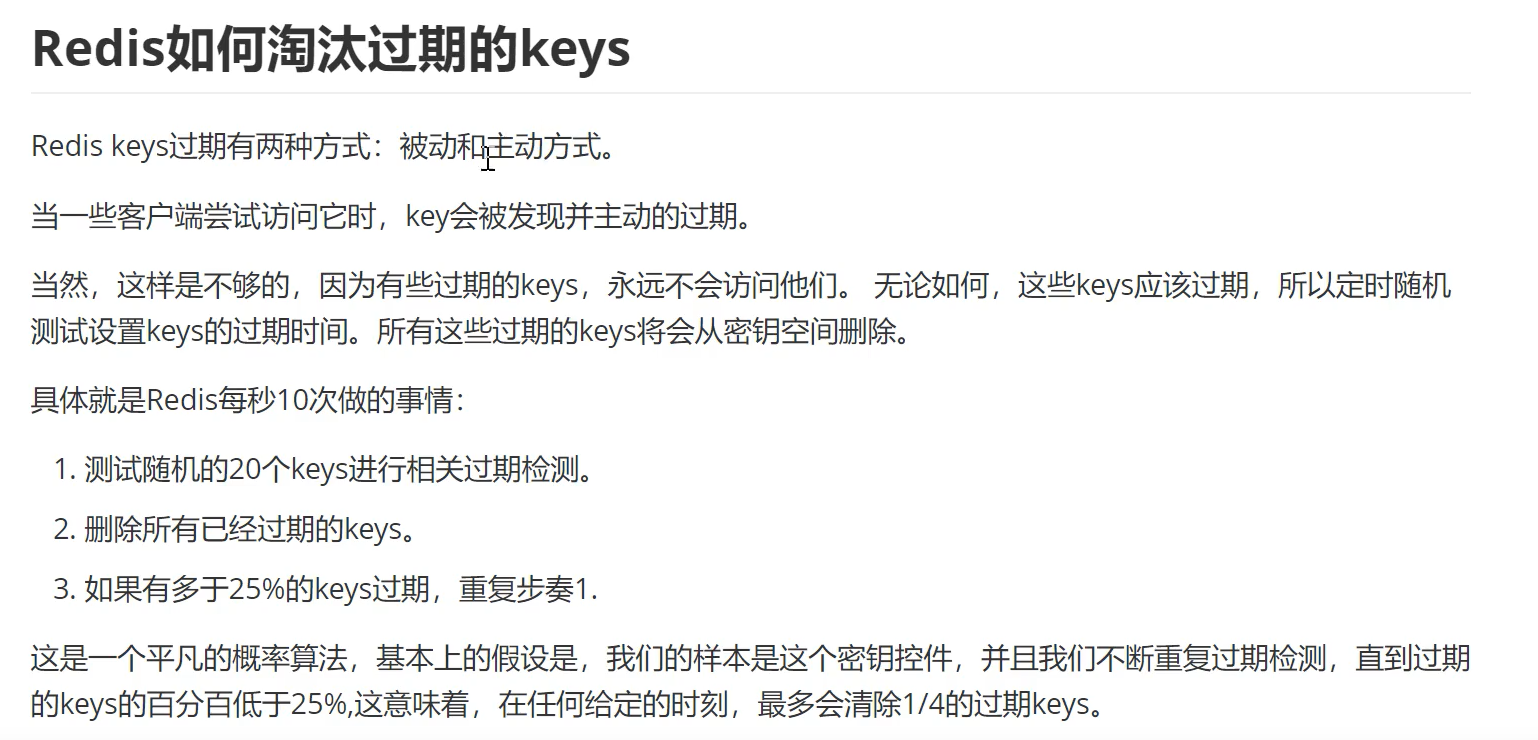 Redis如何淘汰过期的keys
Redis keys过期有两种方式：被动和主动方式。
当一些客户端尝试访问它时，key会被发现并主动的过期。
当然，这样是不够的，因为有些过期的keys，永远不会访问他们。 无论如何，这些keys应该过期，所以定时随机
测试设置keys的过期时间。所有这些过期的keys将会从密钥空间删除。
具体就是Redis每秒10次做的事情：
1. 测试随机的20个keys进行相关过期检测。
2. 删除所有已经过期的keys。
3. 如果有多于25%的keys过期，重复步奏1.
这是一个平凡的概率算法，基本上的假设是，我们的样本是这个密钥控件，并且我们不断重复过期检测，直到过期
的keys的百分百低于25%,这意味着，在任何给定的时刻，最多会清除1/4的过期keys。